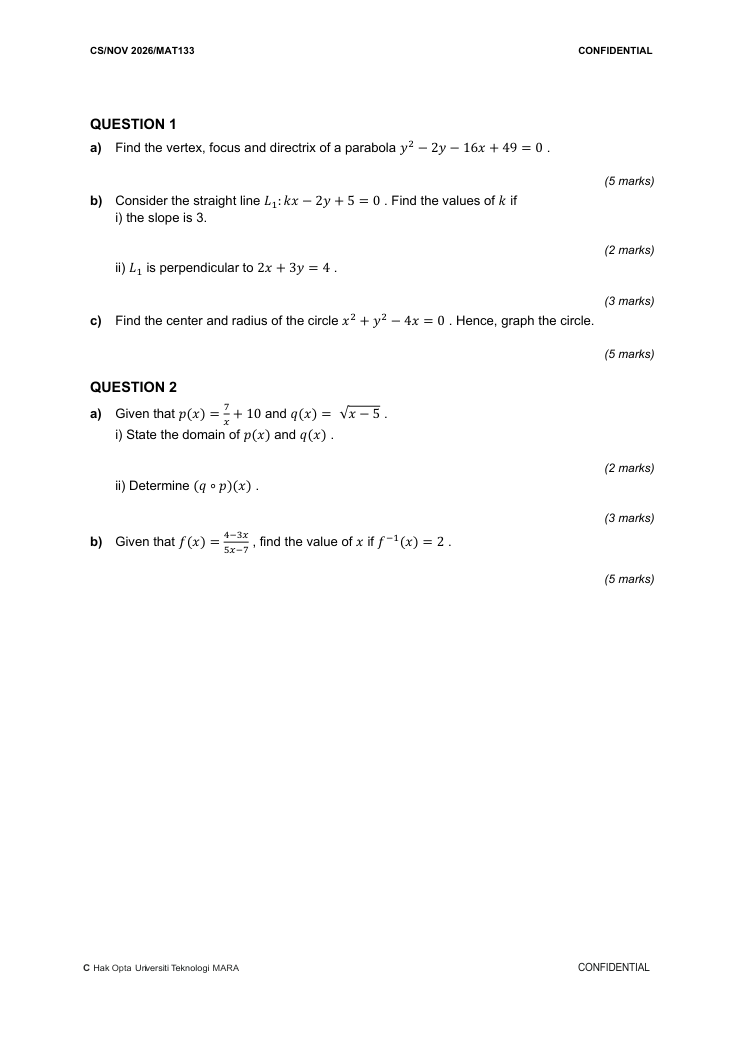 CS/NOV 2026/MAT133 CONFIDENTIAL
QUESTION 1
a) Find the vertex, focus and directrix of a parabola y² − 2y − 16x + 49 = 0 .
(5 marks)
b) Consider the straight line L₁: kx − 2y + 5 = 0 . Find the values of k if
i) the slope is 3.
(2 marks)
ii) L₁ is perpendicular to 2x + 3y = 4 .
(3 marks)
c) Find the center and radius of the circle x² + y² − 4x = 0 . Hence, graph the circle.
(5 marks)
QUESTION 2
a) Given that p(x) = 7/x + 10 and q(x) = √(x − 5) .
i) State the domain of p(x) and q(x) .
(2 marks)
ii) Determine (q ∘ p)(x) .
(3 marks)
b) Given that f(x) = (4−3x)/(5x−7) , find the value of x if f⁻¹(x) = 2 .
(5 marks)
C Hak Opta Universiti Teknologi MARA CONFIDENTIAL